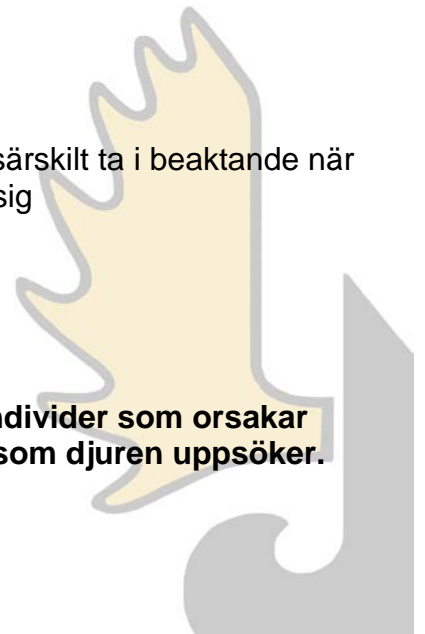 särskilt ta i beaktande när
sig
ndivider som orsakar
som djuren uppsöker.